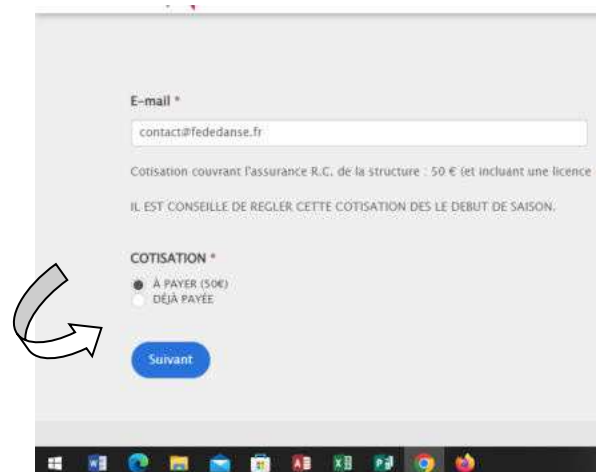 E-mail *
contact@fededanse.fr
Cotisation couvrant l'assurance R.C. de la structure : 50 € (et incluant une licence
IL EST CONSEILLE DE REGLER CETTE COTISATION DES LE DEBUT DE SAISON.
COTISATION *
À PAYER (50€)
DÉJÀ PAYÉE
Suivant